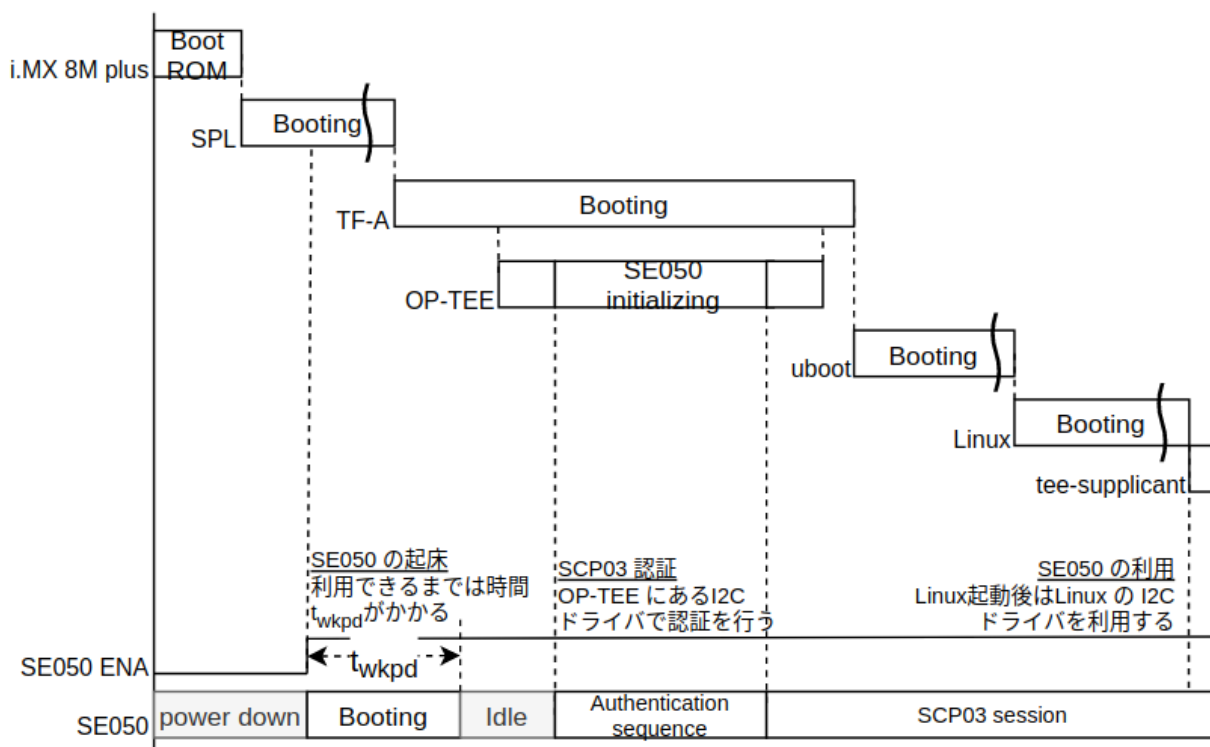 Boot
ROM
i.MX 8M plus
Booting
SPL
Booting
TF-A
SE050
initializing
OP-TEE
Booting
uboot
Booting
Linux
tee-supplicant
SE050 の起床
利用できるまでは時間
twkpdがかかる
SCP03 認証
OP-TEE にあるI2C
ドライバで認証を行う
SE050 の利用
Linux起動後はLinux の I2C
ドライバを利用する
twkpd
SE050 ENA
power down
Booting
Idle
Authentication
sequence
SCP03 session
SE050